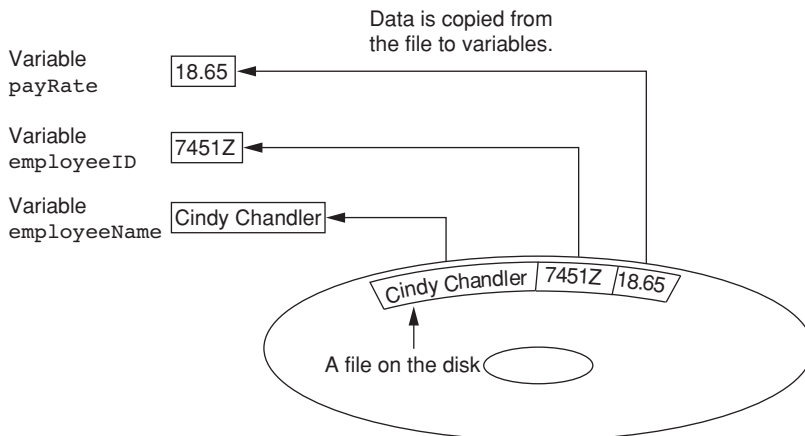 Data is copied from
the file to variables.
Variable
payRate
18.65
Variable
employeeID
7451Z
Variable
employeeName
Cindy Chandler
Cindy Chandler 7451Z 18.65
A file on the disk